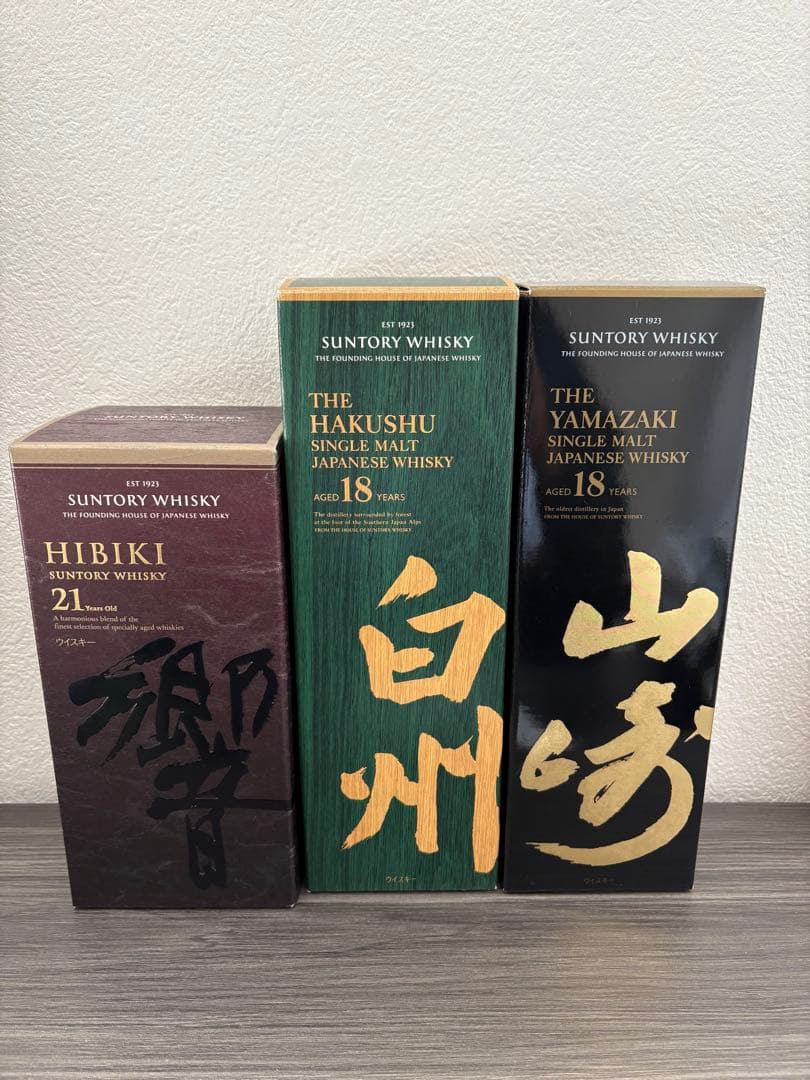 SUNTORY WHISKY
EST 1923
SUNTORY WHISKY
THE FOUNDING HOUSE OF JAPANESE WHISKY
HIBIKI
SUNTORY WHISKY
21 Years Old
A harmonious blend of the
finest selection of specially aged whiskies
ウイスキー
響
EST 1923
SUNTORY WHISKY
THE FOUNDING HOUSE OF JAPANESE WHISKY
THE
HAKUSHU
SINGLE MALT
JAPANESE WHISKY
AGED 18 YEARS
The distillery surrounded by forest
at the foot of the Southern Japan Alps
FROM THE HOUSE OF SUNTORY WHISKY
白
州
ウイスキー
EST 1923
SUNTORY WHISKY
THE FOUNDING HOUSE OF JAPANESE WHISKY
THE
YAMAZAKI
SINGLE MALT
JAPANESE WHISKY
AGED 18 YEARS
The oldest distillery in Japan
FROM THE HOUSE OF SUNTORY WHISKY
山
崎
ウイスキー